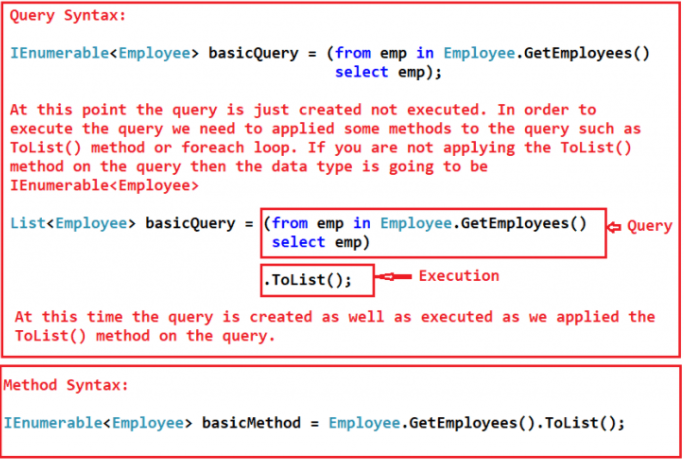 Query Syntax:
IEnumerable<Employee> basicQuery = (from emp in Employee.GetEmployees()
select emp);
At this point the query is just created not executed. In order to
execute the query we need to applied some methods to the query such as
ToList() method or foreach loop. If you are not applying the ToList()
method on the query then the data type is going to be
IEnumerable<Employee>
List<Employee> basicQuery = (from emp in Employee.GetEmployees()
select emp)
Query
.ToList();
Execution
At this time the query is created as well as executed as we applied the
ToList() method on the query.
Method Syntax:
IEnumerable<Employee> basicMethod = Employee.GetEmployees().ToList();